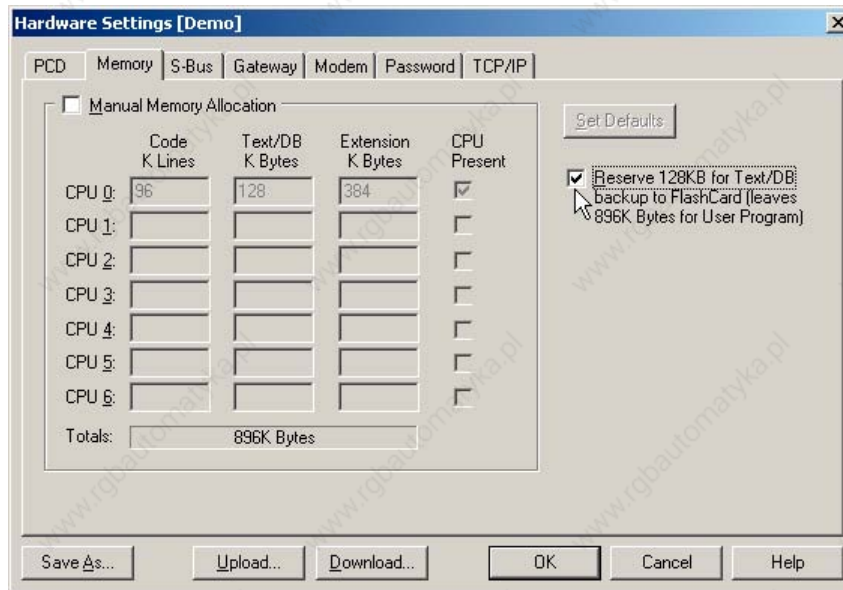 Hardware Settings [Demo]
PCD Memory S-Bus Gateway Modem Password TCP/IP
Manual Memory Allocation
Set Defaults
Code K Lines
Text/DB K Bytes
Extension K Bytes
CPU Present
Reserve 128KB for Text/DB
backup to FlashCard (leaves
896K Bytes for User Program)
CPU 0: 96 128 384
CPU 1:
CPU 2:
CPU 3:
CPU 4:
CPU 5:
CPU 6:
Totals: 896K Bytes
Save As... Upload... Download... OK Cancel Help
www.rgbautomatyka.pl